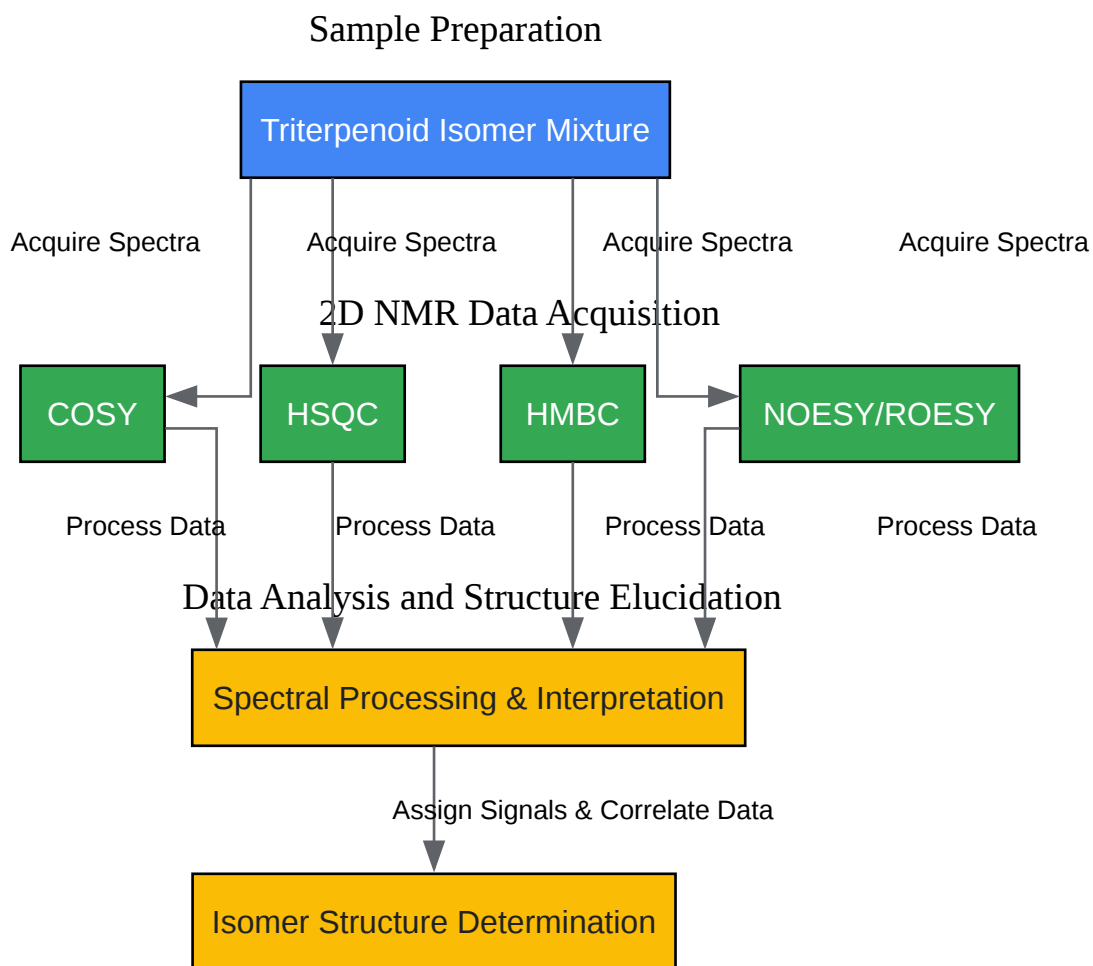 Sample Preparation
Triterpenoid Isomer Mixture
Acquire Spectra
Acquire Spectra
Acquire Spectra
Acquire Spectra
2D NMR Data Acquisition
COSY
HSQC
HMBC
NOESY/ROESY
Process Data
Process Data
Process Data
Process Data
Data Analysis and Structure Elucidation
Spectral Processing & Interpretation
Assign Signals & Correlate Data
Isomer Structure Determination